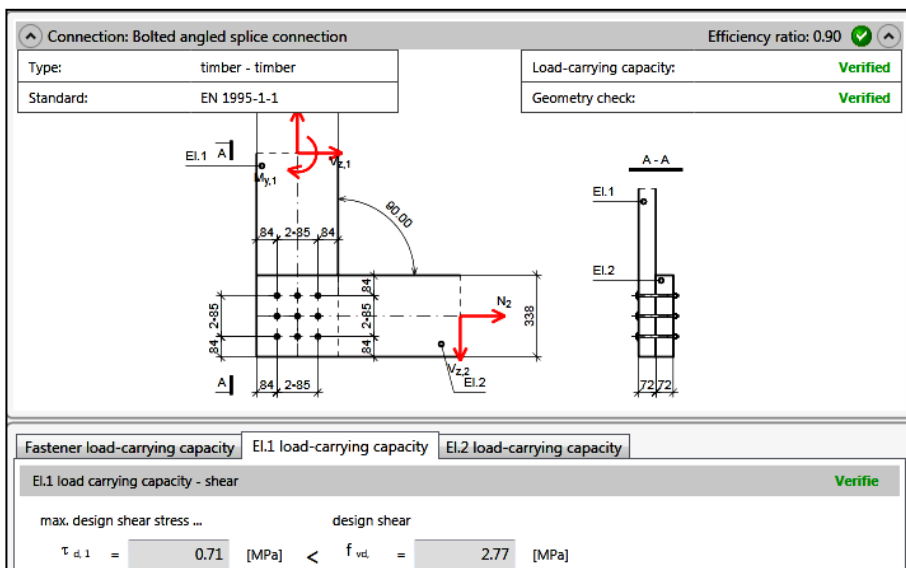 Connection: Bolted angled splice connection Efficiency ratio: 0.90
Type: timber - timber Load-carrying capacity: Verified
Standard: EN 1995-1-1 Geometry check: Verified
El.1 A Vz,1 A - A
My,1 El.1
90.00
84 2*85 84
El.2
84
2*85 2*85 N2 338
84 84
Vz,2
A 84 2*85 El.2 72 72
Fastener load-carrying capacity El.1 load-carrying capacity El.2 load-carrying capacity
El.1 load carrying capacity - shear Verifie
max. design shear stress ... design shear
τ d, 1 = 0.71 [MPa] < f vd, = 2.77 [MPa]